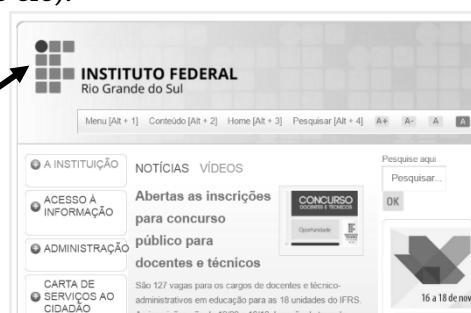 INSTITUTO FEDERAL
Rio Grande do Sul
Menu [Alt + 1] Conteúdo [Alt + 2] Home [Alt + 3] Pesquisar [Alt + 4] A+ A- A A
A INSTITUIÇÃO
ACESSO À
INFORMAÇÃO
ADMINISTRAÇÃO
CARTA DE
SERVIÇOS AO
CIDADÃO
NOTÍCIAS VÍDEOS
Abertas as inscrições
para concurso
público para
docentes e técnicos
São 127 vagas para os cargos de docentes e técnico-
administrativos em educação para as 18 unidades do IFRS.
CONCURSO
DOCENTES E TÉCNICOS
Oportunidade
Pesquise aqui
Pesquisar...
OK
16 a 18 de nov